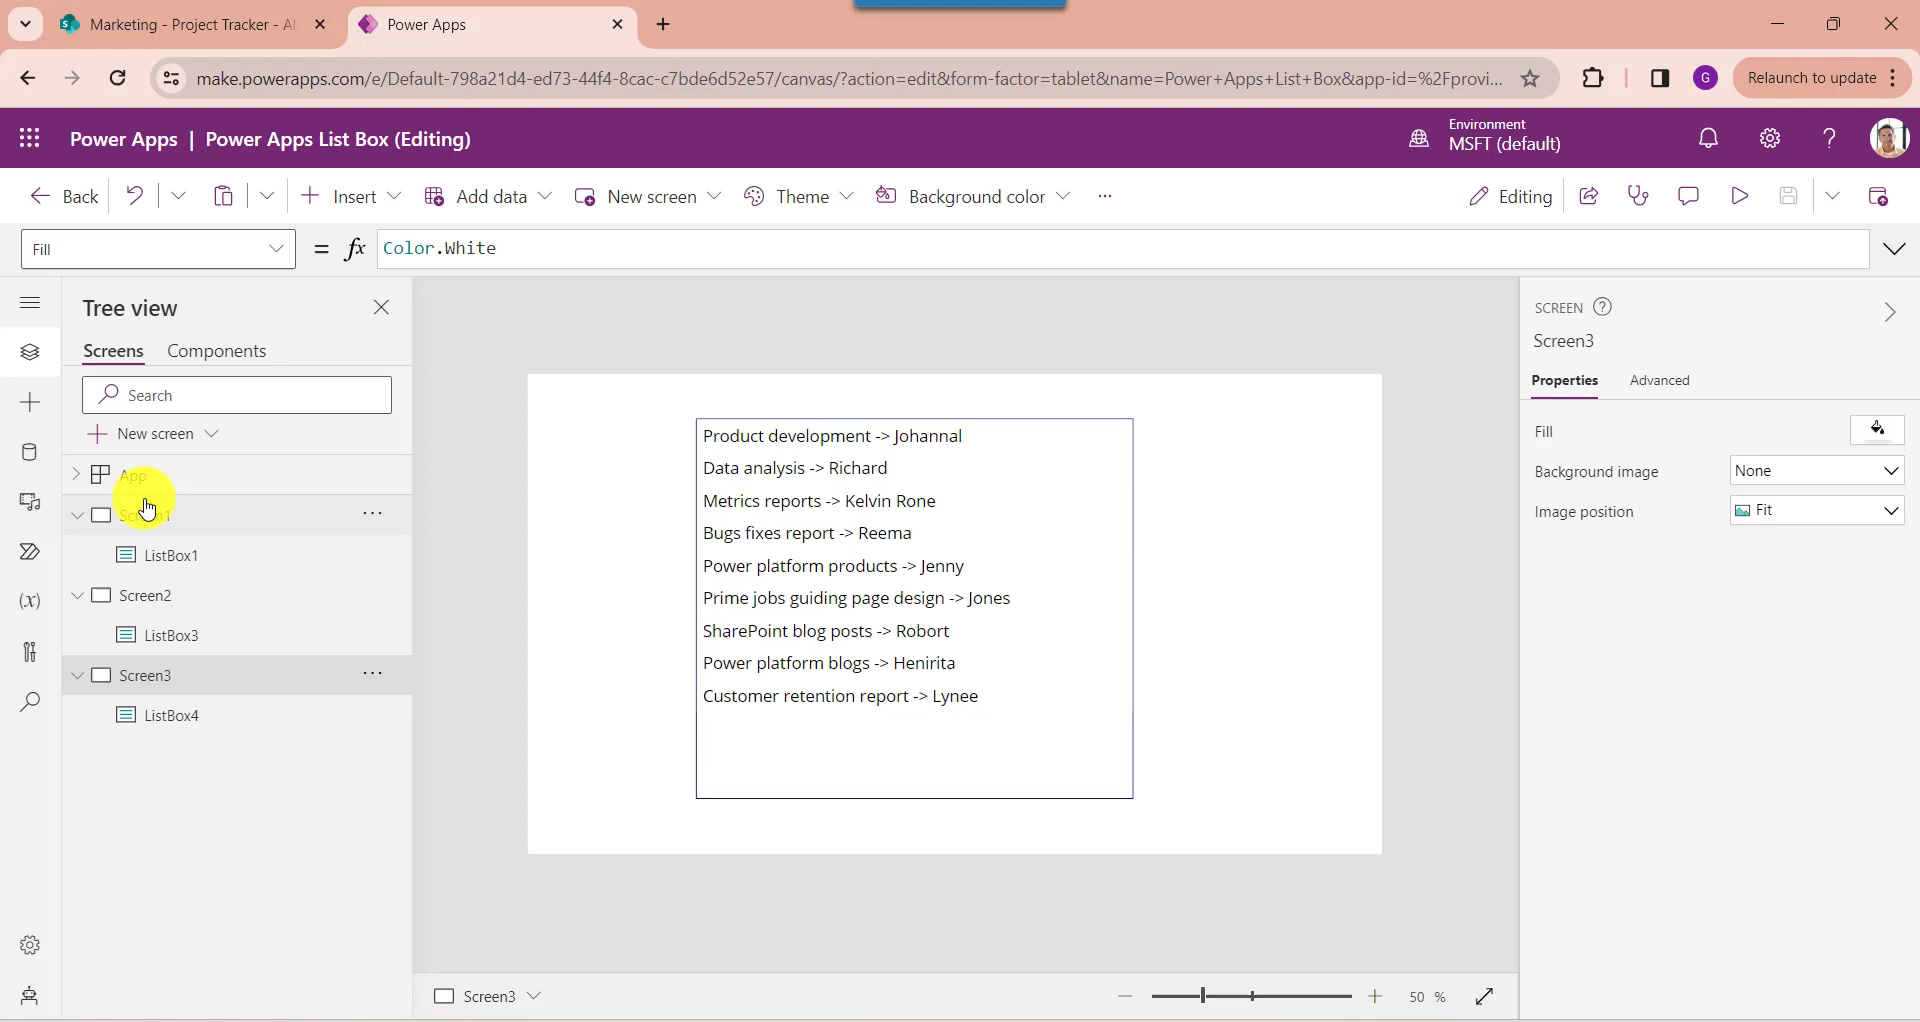 Marketing - Project Tracker - Al
Power Apps
make.powerapps.com/e/Default-798a21d4-ed73-44f4-8cac-c7bde6d52e57/canvas/?action=edit&form-factor=tablet&name=Power+Apps+List+Box&app-id=%2Fprovi...
G
Relaunch to update
Power Apps | Power Apps List Box (Editing)
Environment
MSFT (default)
Back
Insert
Add data
New screen
Theme
Background color
...
Editing
Fill
= fx Color.White
Tree view
Screens
Components
Search
New screen
App
Screen1
ListBox1
Screen2
ListBox3
Screen3
ListBox4
Product development -> Johannal
Data analysis -> Richard
Metrics reports -> Kelvin Rone
Bugs fixes report -> Reema
Power platform products -> Jenny
Prime jobs guiding page design -> Jones
SharePoint blog posts -> Robort
Power platform blogs -> Henirita
Customer retention report -> Lynee
SCREEN
Screen3
Properties
Advanced
Fill
Background image
None
Image position
Fit
Screen3
50 %